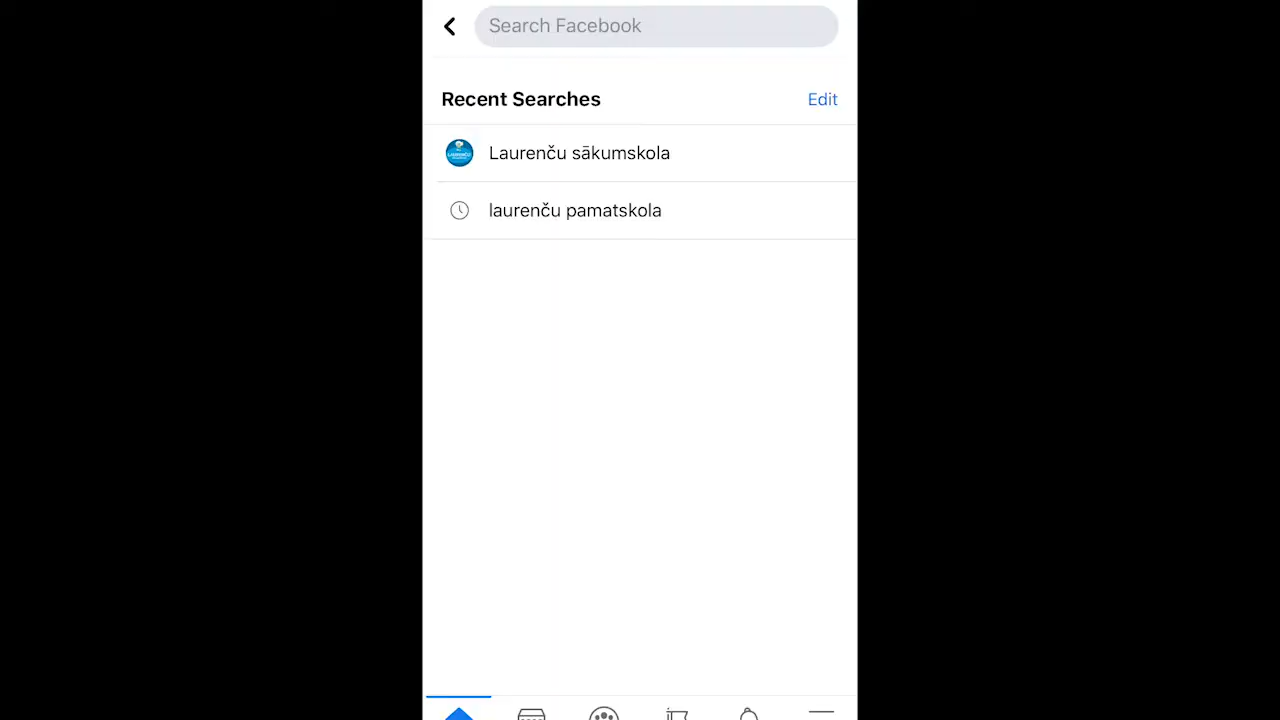 Search Facebook
Recent Searches
Edit
Laurenču sākumskola
laurenču pamatskola